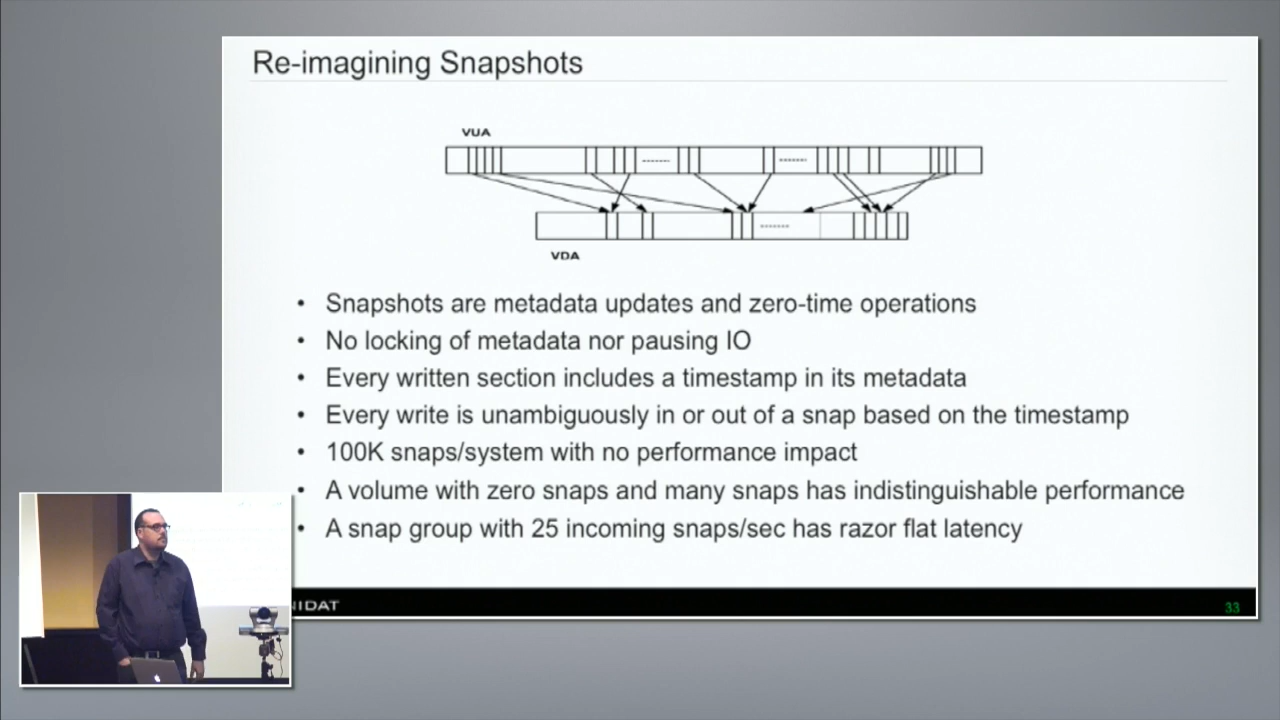 Re-imagining Snapshots
VUA
VDA
• Snapshots are metadata updates and zero-time operations
• No locking of metadata nor pausing IO
• Every written section includes a timestamp in its metadata
• Every write is unambiguously in or out of a snap based on the timestamp
• 100K snaps/system with no performance impact
• A volume with zero snaps and many snaps has indistinguishable performance
• A snap group with 25 incoming snaps/sec has razor flat latency
NIDAT
33